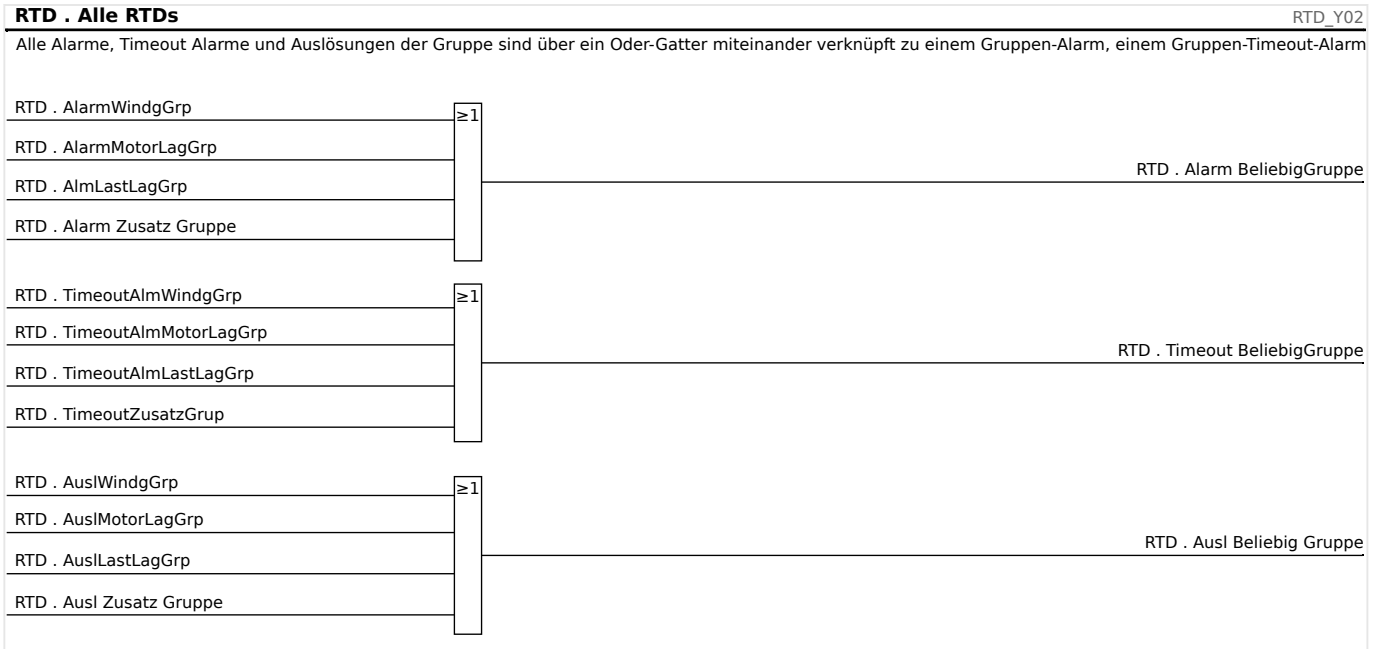 RTD . Alle RTDs
RTD_Y02
Alle Alarme, Timeout Alarme und Auslösungen der Gruppe sind über ein Oder-Gatter miteinander verknüpft zu einem Gruppen-Alarm, einem Gruppen-Timeout-Alarm
RTD . AlarmWindgGrp
≥1
RTD . AlarmMotorLagGrp
RTD . Alarm BeliebigGruppe
RTD . AlmLastLagGrp
RTD . Alarm Zusatz Gruppe
RTD . TimeoutAlmWindgGrp
≥1
RTD . TimeoutAlmMotorLagGrp
RTD . Timeout BeliebigGruppe
RTD . TimeoutAlmLastLagGrp
RTD . TimeoutZusatzGrup
RTD . AuslWindgGrp
≥1
RTD . AuslMotorLagGrp
RTD . Ausl Beliebig Gruppe
RTD . AuslLastLagGrp
RTD . Ausl Zusatz Gruppe